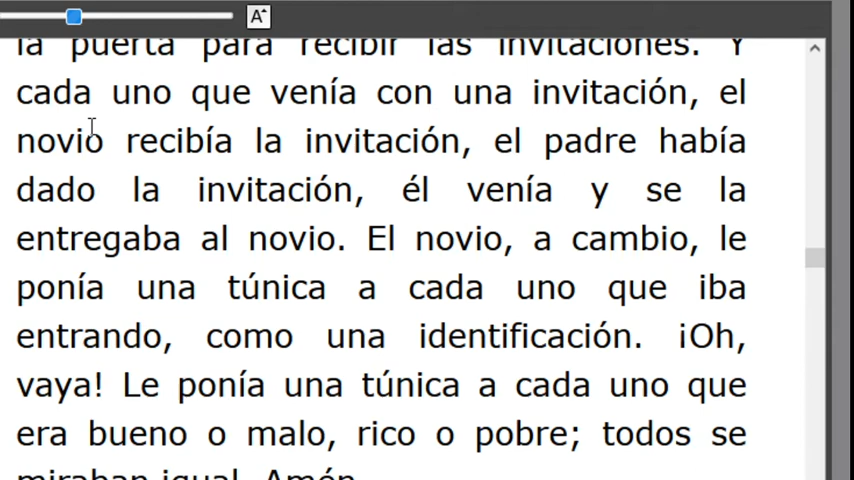 A
la puerta para recibir las invitaciones. Y
cada uno que venía con una invitación, el
novio recibía la invitación, el padre había
dado la invitación, él venía y se la
entregaba al novio. El novio, a cambio, le
ponía una túnica a cada uno que iba
entrando, como una identificación. ¡Oh,
vaya! Le ponía una túnica a cada uno que
era bueno o malo, rico o pobre; todos se
miraban igual. Amén.